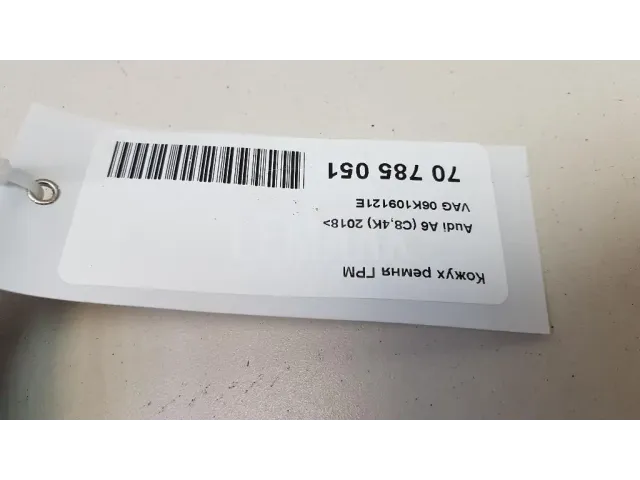 Кожух ремня ГРМ
Audi A6 (C8,4K) 2018>
VAG 06K109121E
70 785 051